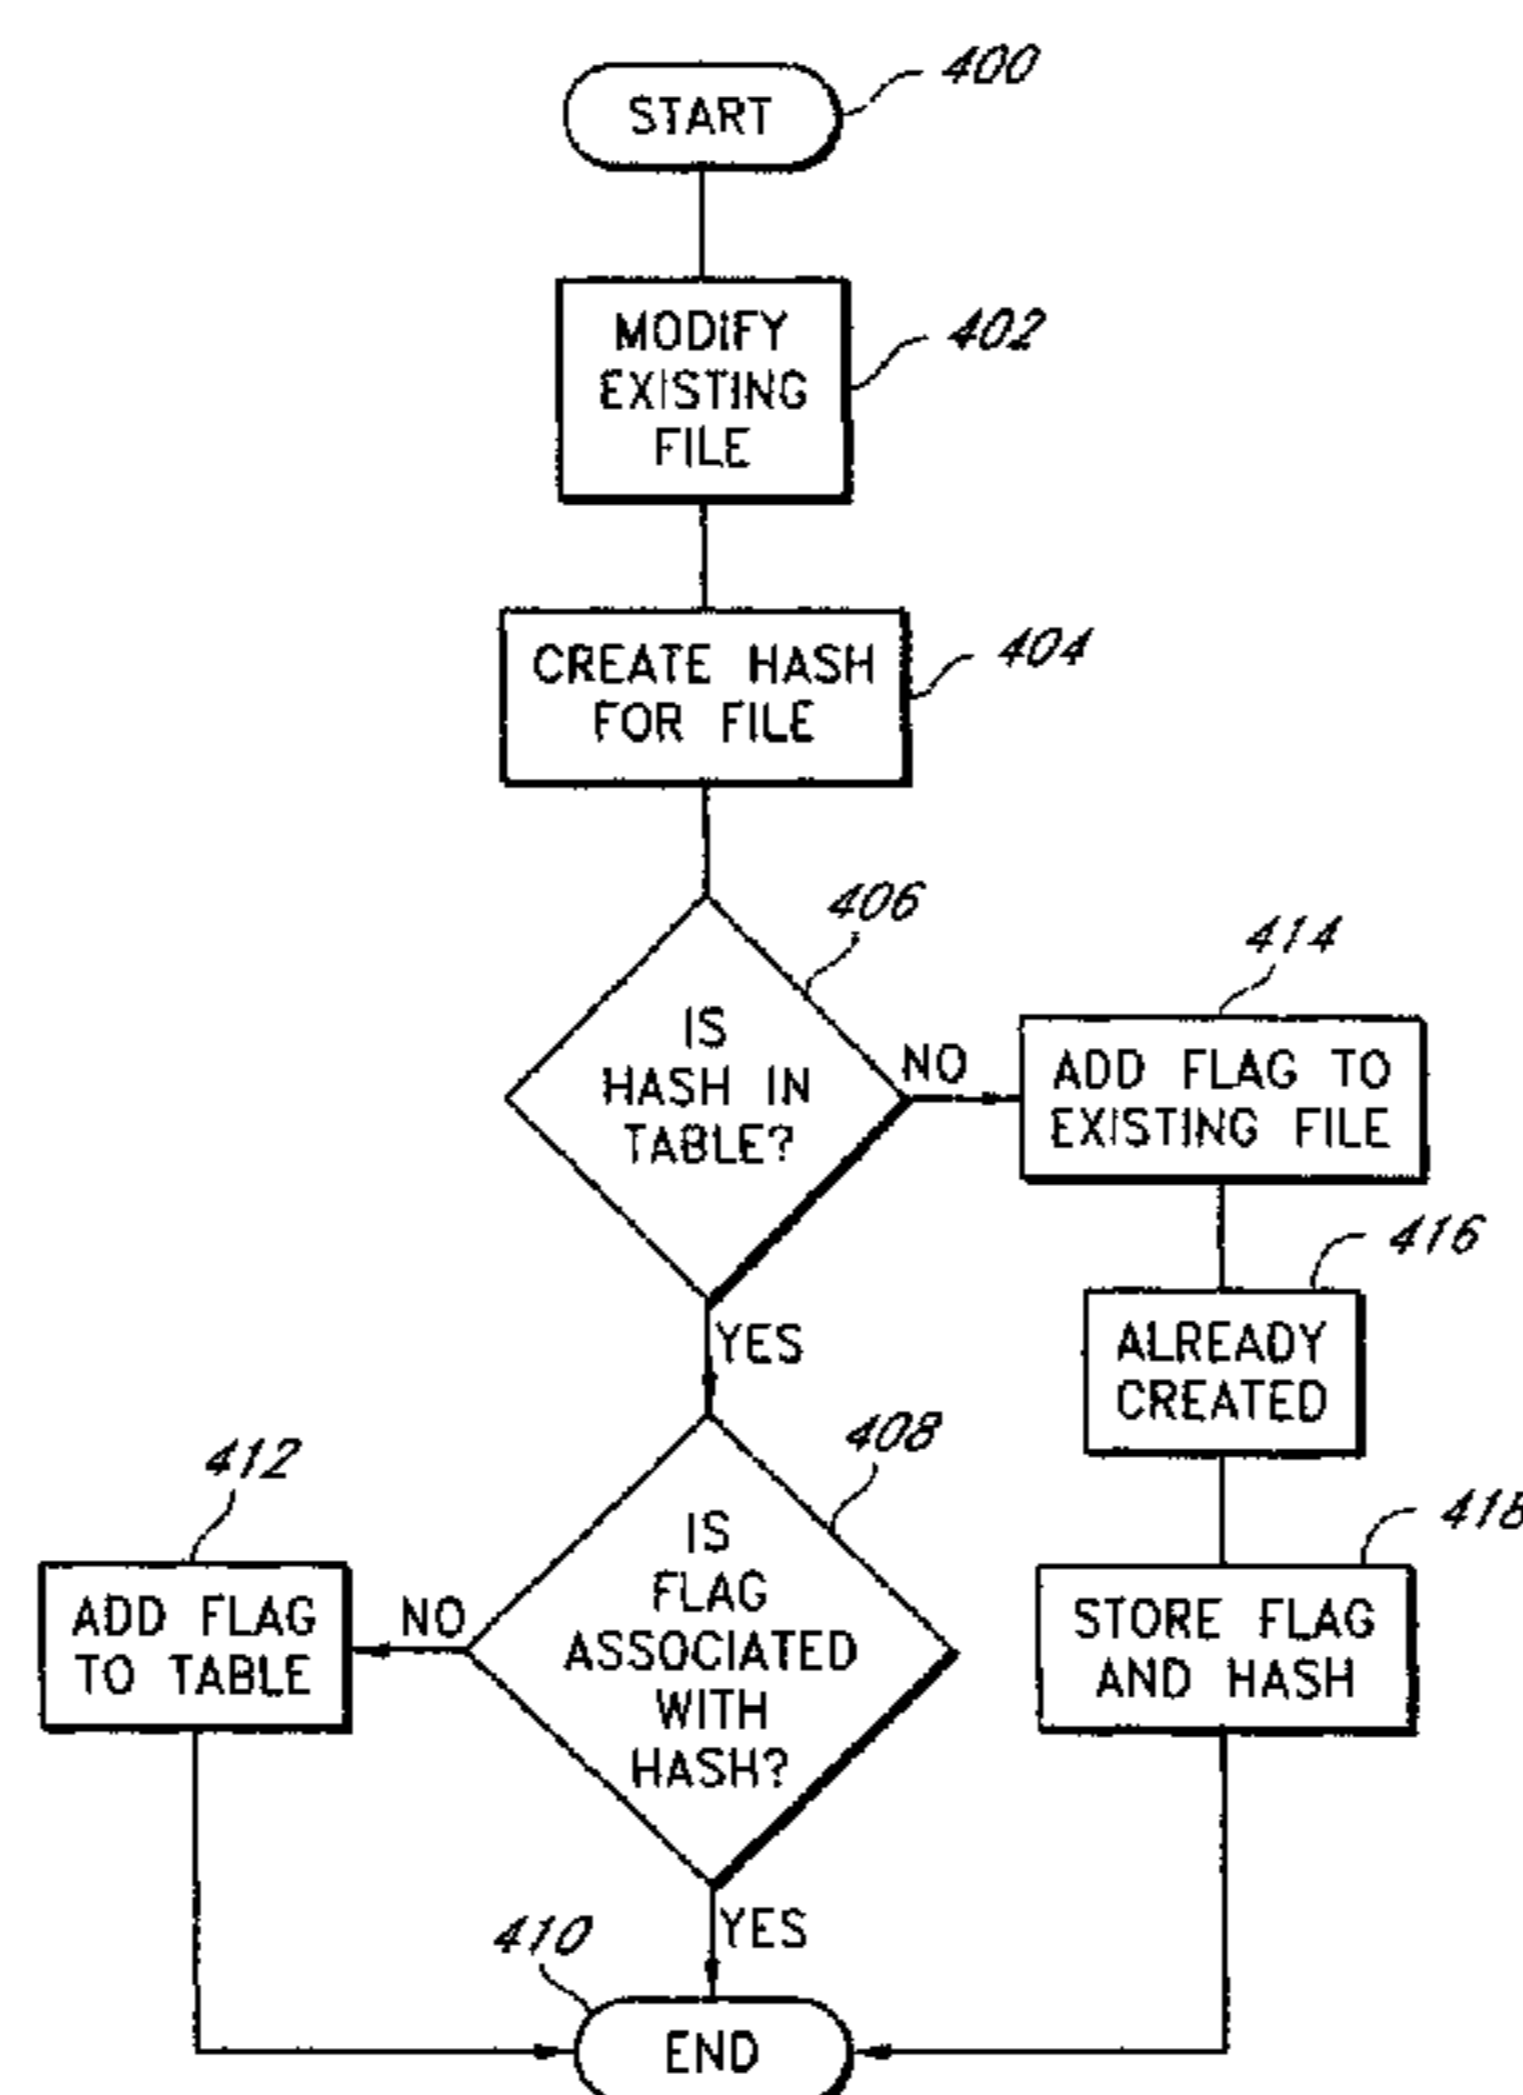 400
START
MODIFY
EXISTING
FILE
402
CREATE HASH
FOR FILE
404
406
IS
HASH IN
TABLE?
NO
414
ADD FLAG TO
EXISTING FILE
416
ALREADY
CREATED
YES
408
IS
FLAG
ASSOCIATED
WITH
HASH?
NO
412
ADD FLAG
TO TABLE
418
STORE FLAG
AND HASH
YES
410
END